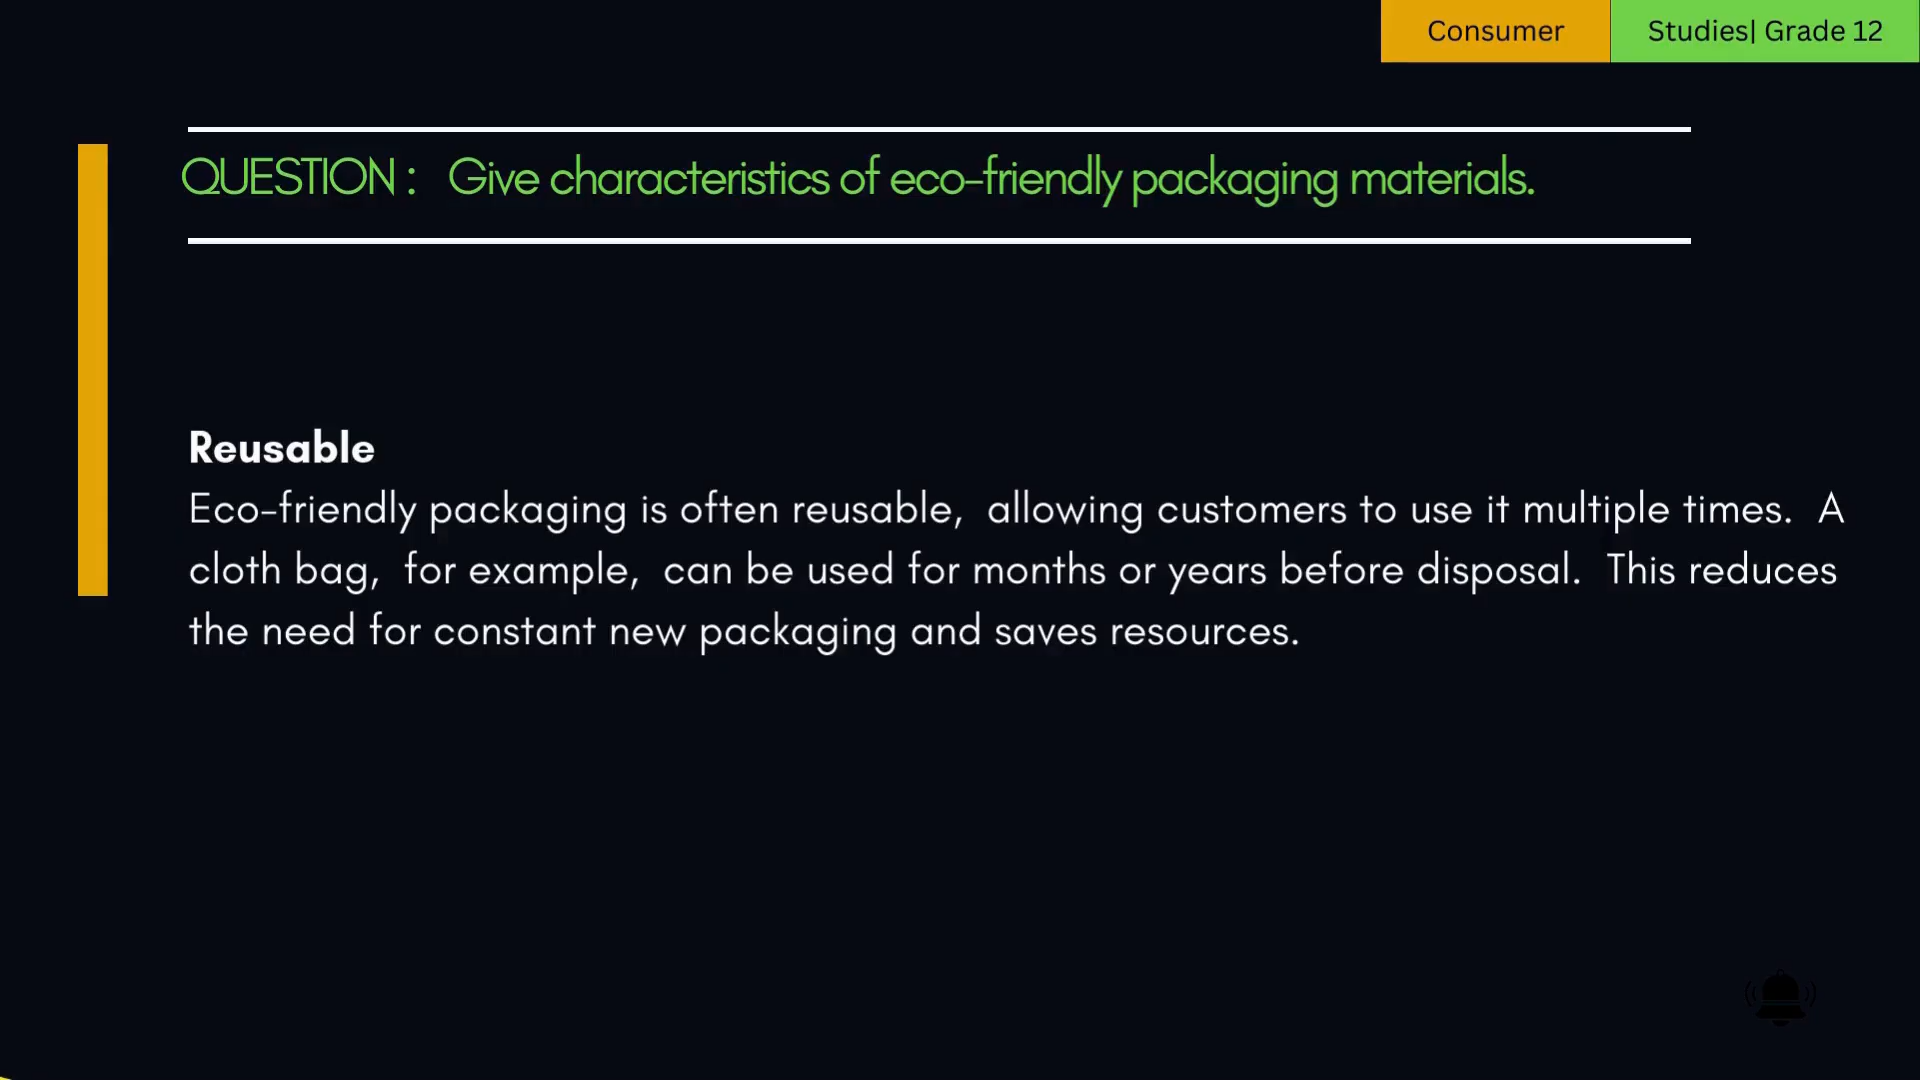 Consumer Studies| Grade 12
QUESTION : Give characteristics of eco-friendly packaging materials.
Reusable
Eco-friendly packaging is often reusable, allowing customers to use it multiple times. A
cloth bag, for example, can be used for months or years before disposal. This reduces
the need for constant new packaging and saves resources.